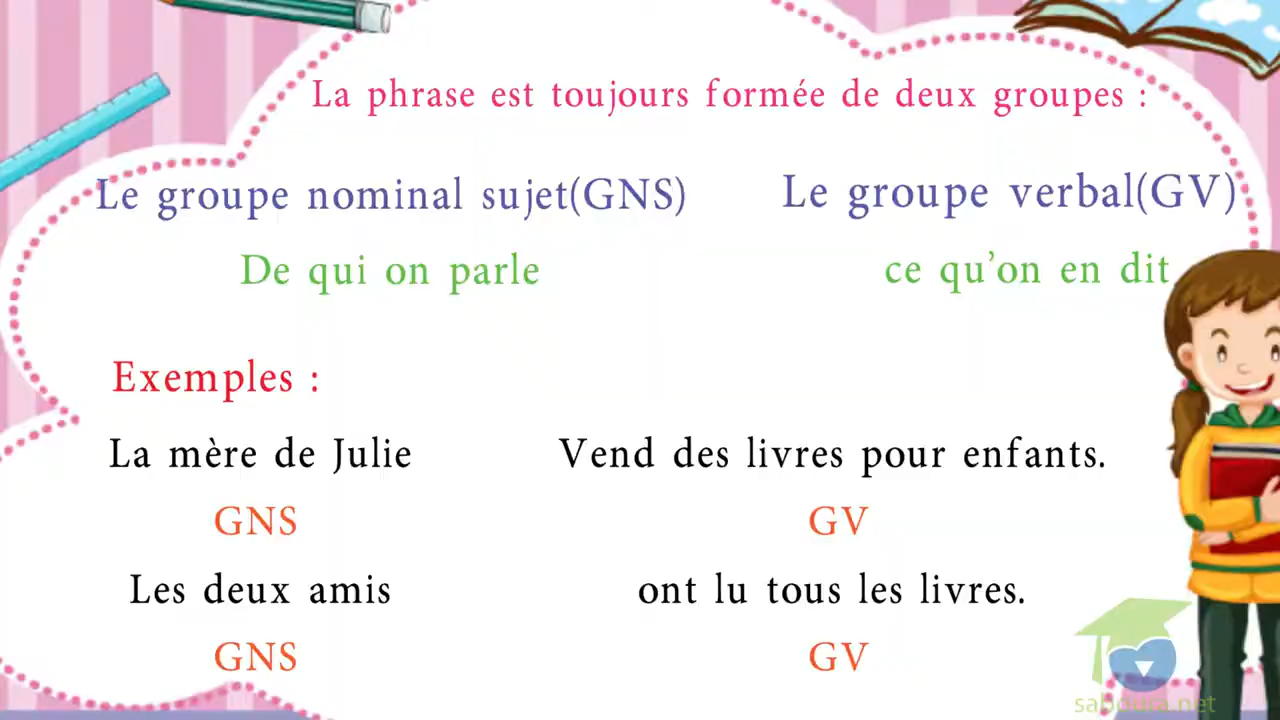 La phrase est toujours formée de deux groupes :
Le groupe nominal sujet(GNS) Le groupe verbal(GV)
De qui on parle ce qu'on en dit
Exemples :
La mère de Julie Vend des livres pour enfants.
GNS GV
Les deux amis ont lu tous les livres.
GNS GV
saboura.net